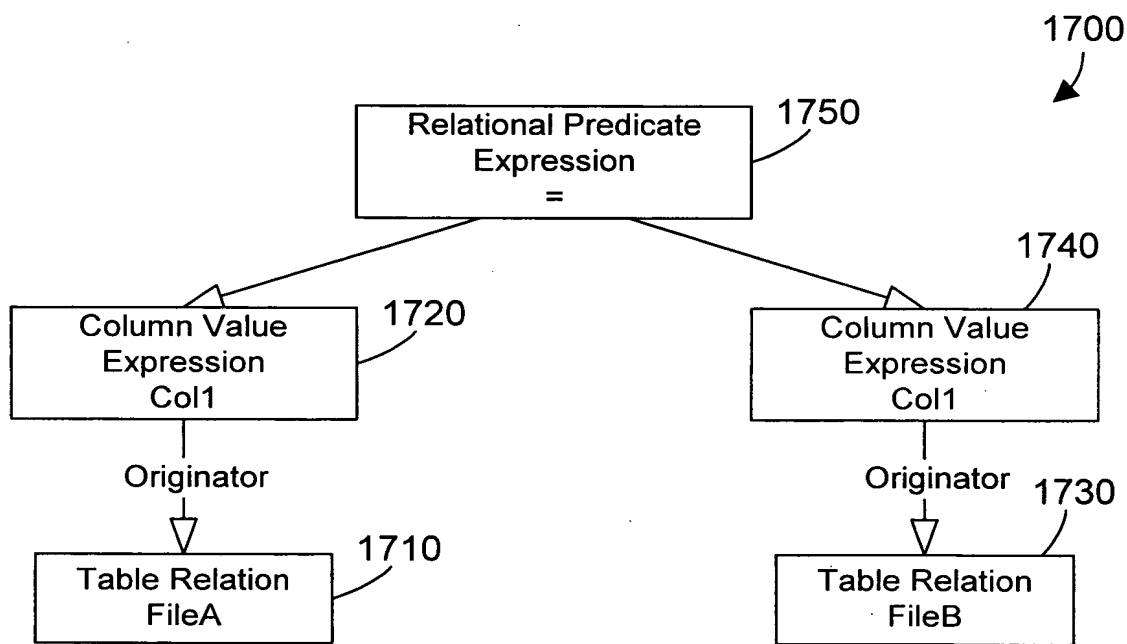 1700
Relational Predicate
Expression
=
1750
Column Value
Expression
Col1
1720
Column Value
Expression
Col1
1740
Originator
Originator
Table Relation
FileA
1710
Table Relation
FileB
1730